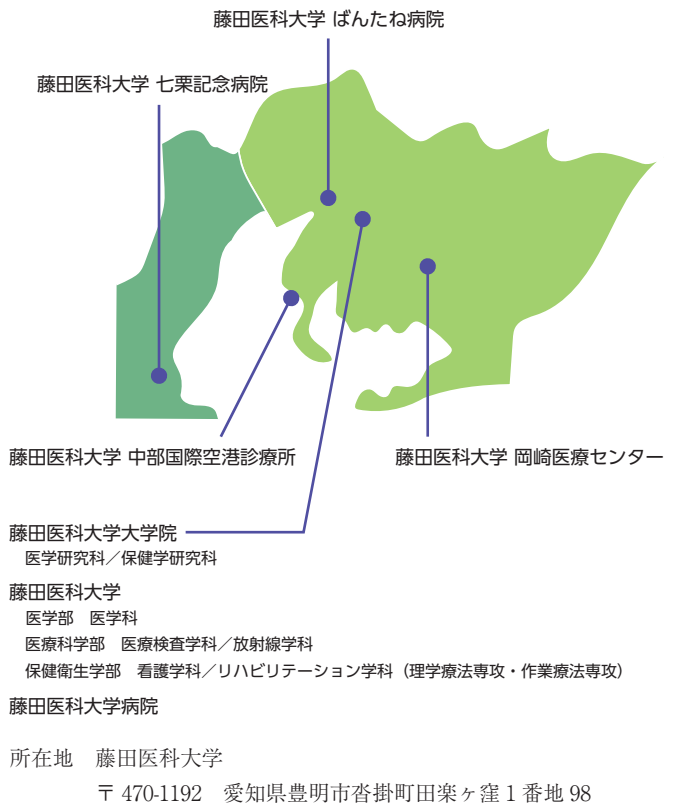 藤田医科大学 ばんたね病院
藤田医科大学 七栗記念病院
藤田医科大学 中部国際空港診療所
藤田医科大学 岡崎医療センター
藤田医科大学大学院
医学研究科／保健学研究科
藤田医科大学
医学部　医学科
医療科学部　医療検査学科／放射線学科
保健衛生学部　看護学科／リハビリテーション学科（理学療法専攻・作業療法専攻）
藤田医科大学病院
所在地　藤田医科大学
〒 470-1192　愛知県豊明市沓掛町田楽ヶ窪 1 番地 98